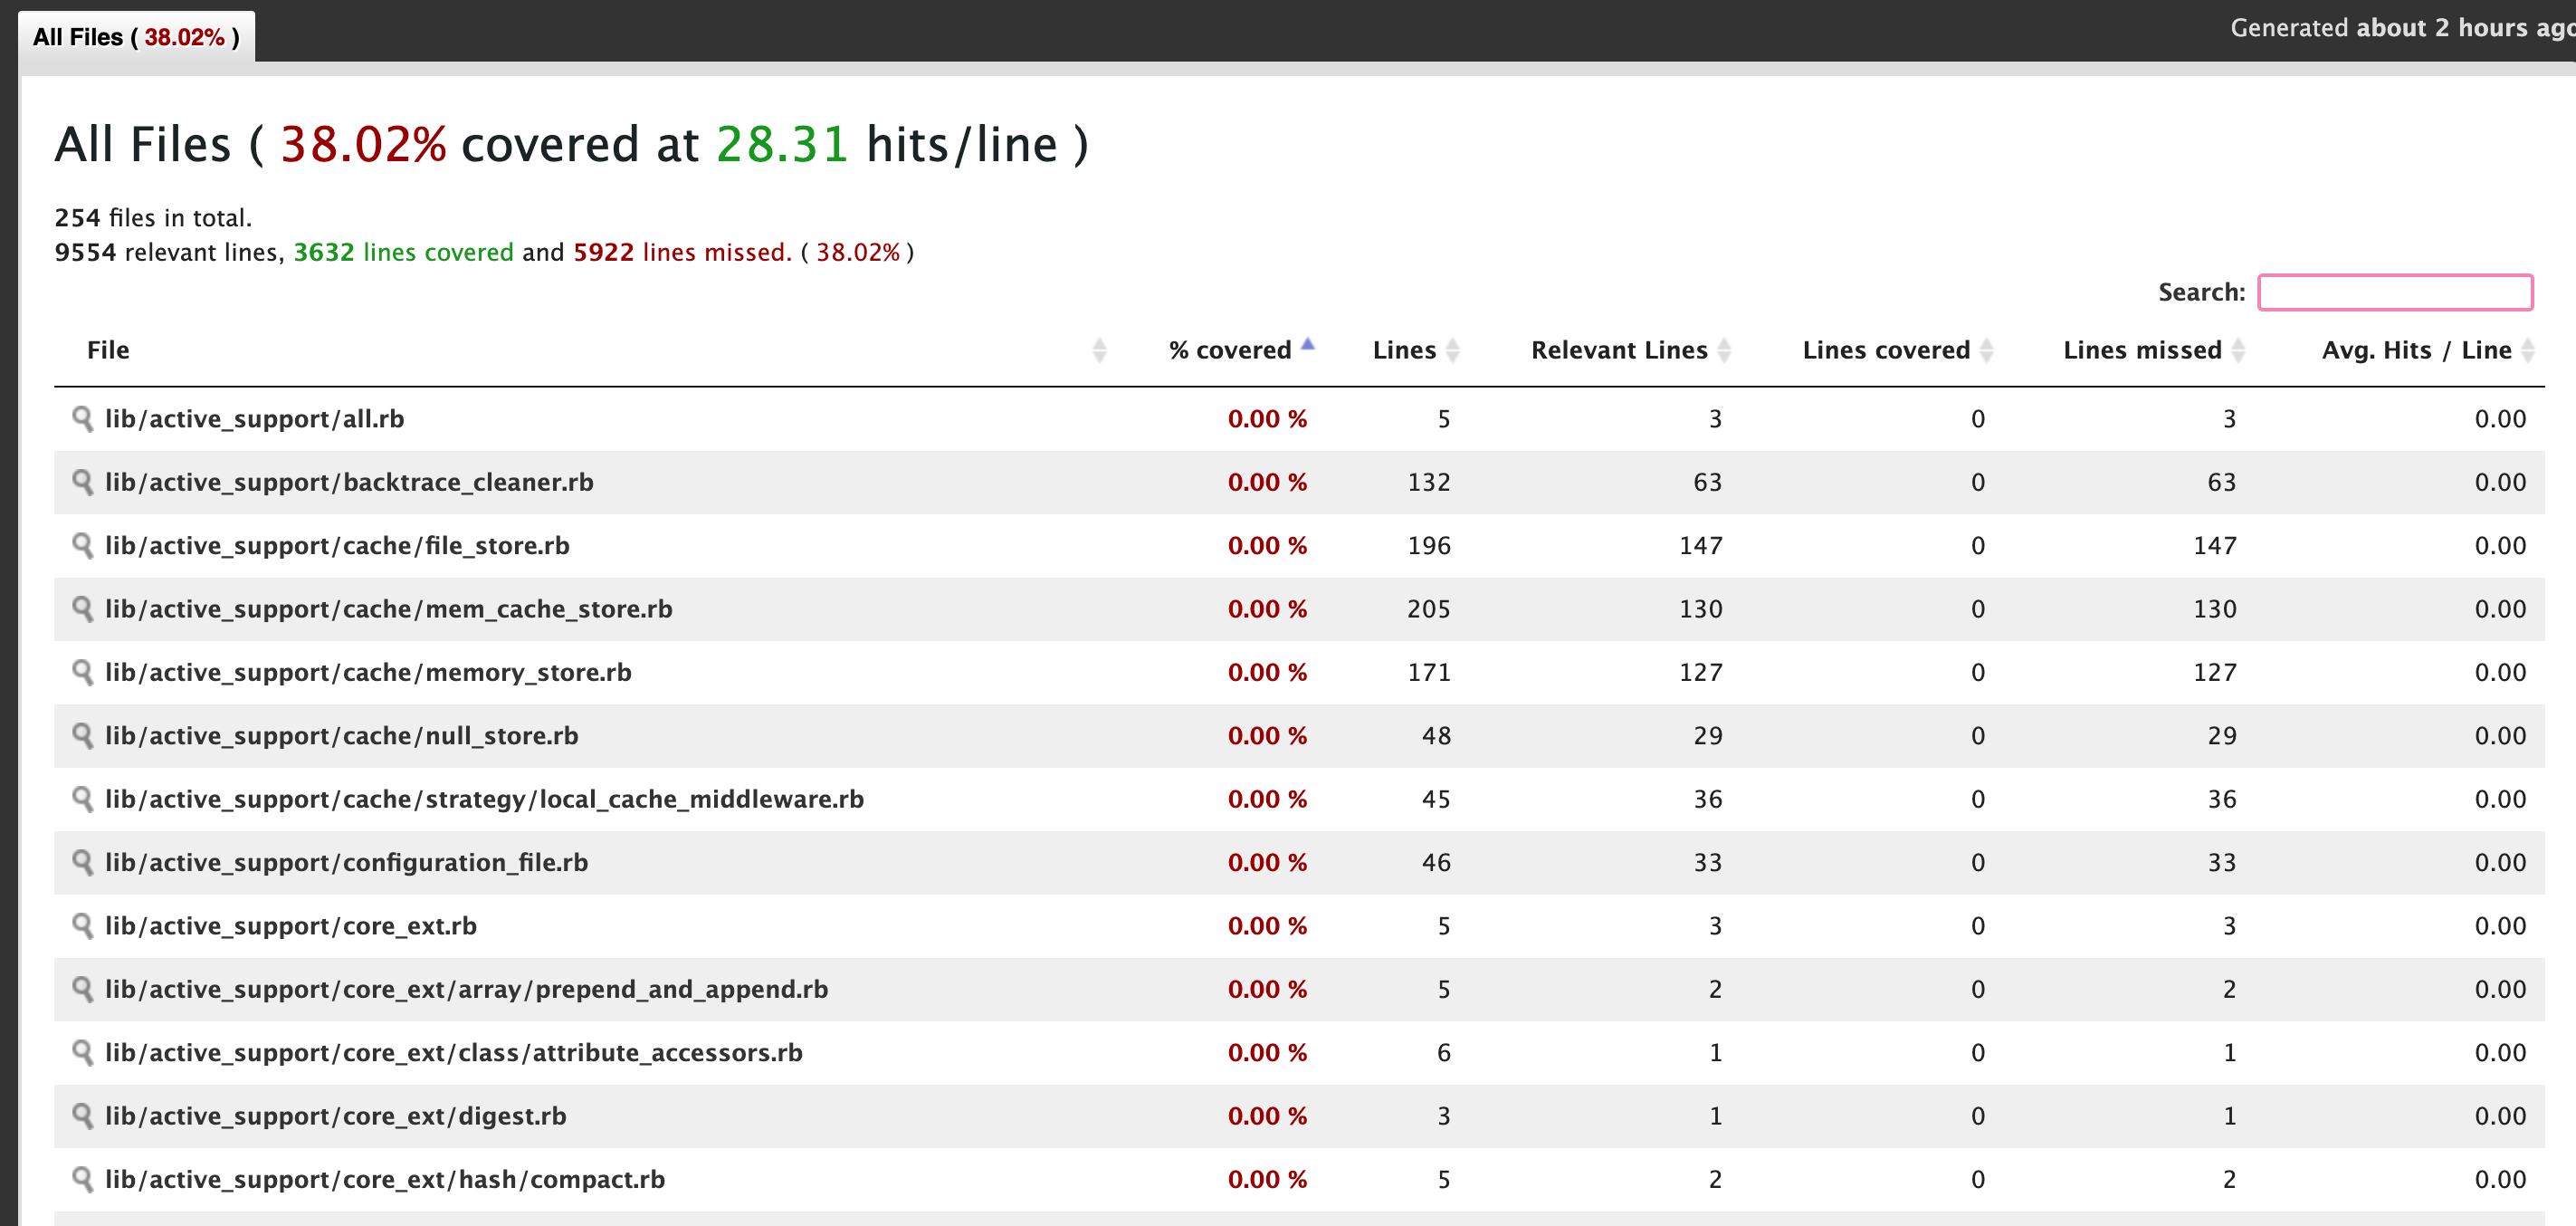 All Files ( 38.02% )
Generated about 2 hours ago
All Files ( 38.02% covered at 28.31 hits/line )
254 files in total.
9554 relevant lines, 3632 lines covered and 5922 lines missed. ( 38.02% )
Search:
File % covered Lines Relevant Lines Lines covered Lines missed Avg. Hits / Line
lib/active_support/all.rb 0.00 % 5 3 0 3 0.00
lib/active_support/backtrace_cleaner.rb 0.00 % 132 63 0 63 0.00
lib/active_support/cache/file_store.rb 0.00 % 196 147 0 147 0.00
lib/active_support/cache/mem_cache_store.rb 0.00 % 205 130 0 130 0.00
lib/active_support/cache/memory_store.rb 0.00 % 171 127 0 127 0.00
lib/active_support/cache/null_store.rb 0.00 % 48 29 0 29 0.00
lib/active_support/cache/strategy/local_cache_middleware.rb 0.00 % 45 36 0 36 0.00
lib/active_support/configuration_file.rb 0.00 % 46 33 0 33 0.00
lib/active_support/core_ext.rb 0.00 % 5 3 0 3 0.00
lib/active_support/core_ext/array/prepend_and_append.rb 0.00 % 5 2 0 2 0.00
lib/active_support/core_ext/class/attribute_accessors.rb 0.00 % 6 1 0 1 0.00
lib/active_support/core_ext/digest.rb 0.00 % 3 1 0 1 0.00
lib/active_support/core_ext/hash/compact.rb 0.00 % 5 2 0 2 0.00